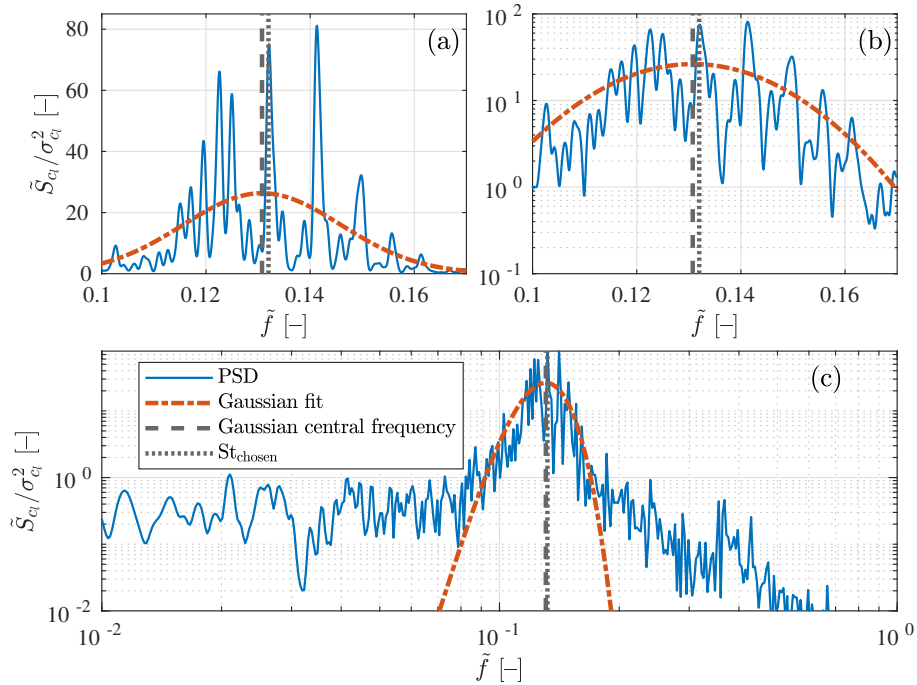 80
60
40
20
0
S̃_{c_l}/σ²_{c_l} [–]
(a)
0.1 0.12 0.14 0.16
f̃ [–]
10²
10¹
10⁰
10⁻¹
(b)
0.1 0.12 0.14 0.16
f̃ [–]
PSD
Gaussian fit
Gaussian central frequency
St_{chosen}
(c)
10⁰
10⁻²
S̃_{c_l}/σ²_{c_l} [–]
10⁻² 10⁻¹ 10⁰
f̃ [–]